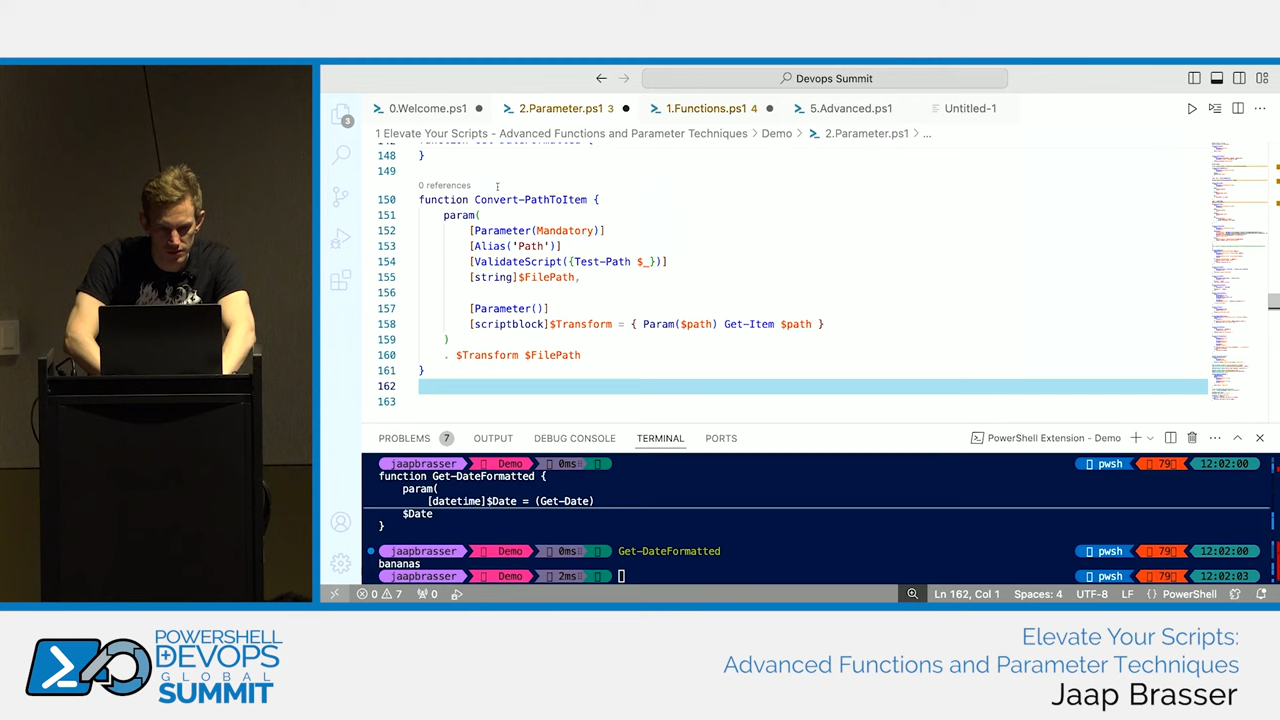 Devops Summit
0.Welcome.ps1
2.Parameter.ps1 3
1.Functions.ps1 4
5.Advanced.ps1
Untitled-1
1 Elevate Your Scripts - Advanced Functions and Parameter Techniques > Demo > 2.Parameter.ps1 > ...
3
148 }
149
0 references
150 function Convert-PathToItem {
151 param(
152 [Parameter(Mandatory)]
153 [Alias('Path')]
154 [ValidateScript({Test-Path $_})]
155 [string]$FilePath,
156
157 [Parameter()]
158 [scriptblock]$Transform = { Param($path) Get-Item $path }
159 )
160 . $Transform $FilePath
161 }
162
163
PROBLEMS 7 OUTPUT DEBUG CONSOLE TERMINAL PORTS
PowerShell Extension - Demo
jaapbrasser Demo 0ms pwsh 79 12:02:00
function Get-DateFormatted {
param(
[datetime]$Date = (Get-Date)
$Date
}
jaapbrasser Demo 0ms Get-DateFormatted pwsh 79 12:02:00
bananas
jaapbrasser Demo 2ms pwsh 79 12:02:03
0 7 0 Ln 162, Col 1 Spaces: 4 UTF-8 LF {} PowerShell
POWERSHELL
DEVOPS
GLOBAL
SUMMIT
Elevate Your Scripts:
Advanced Functions and Parameter Techniques
Jaap Brasser